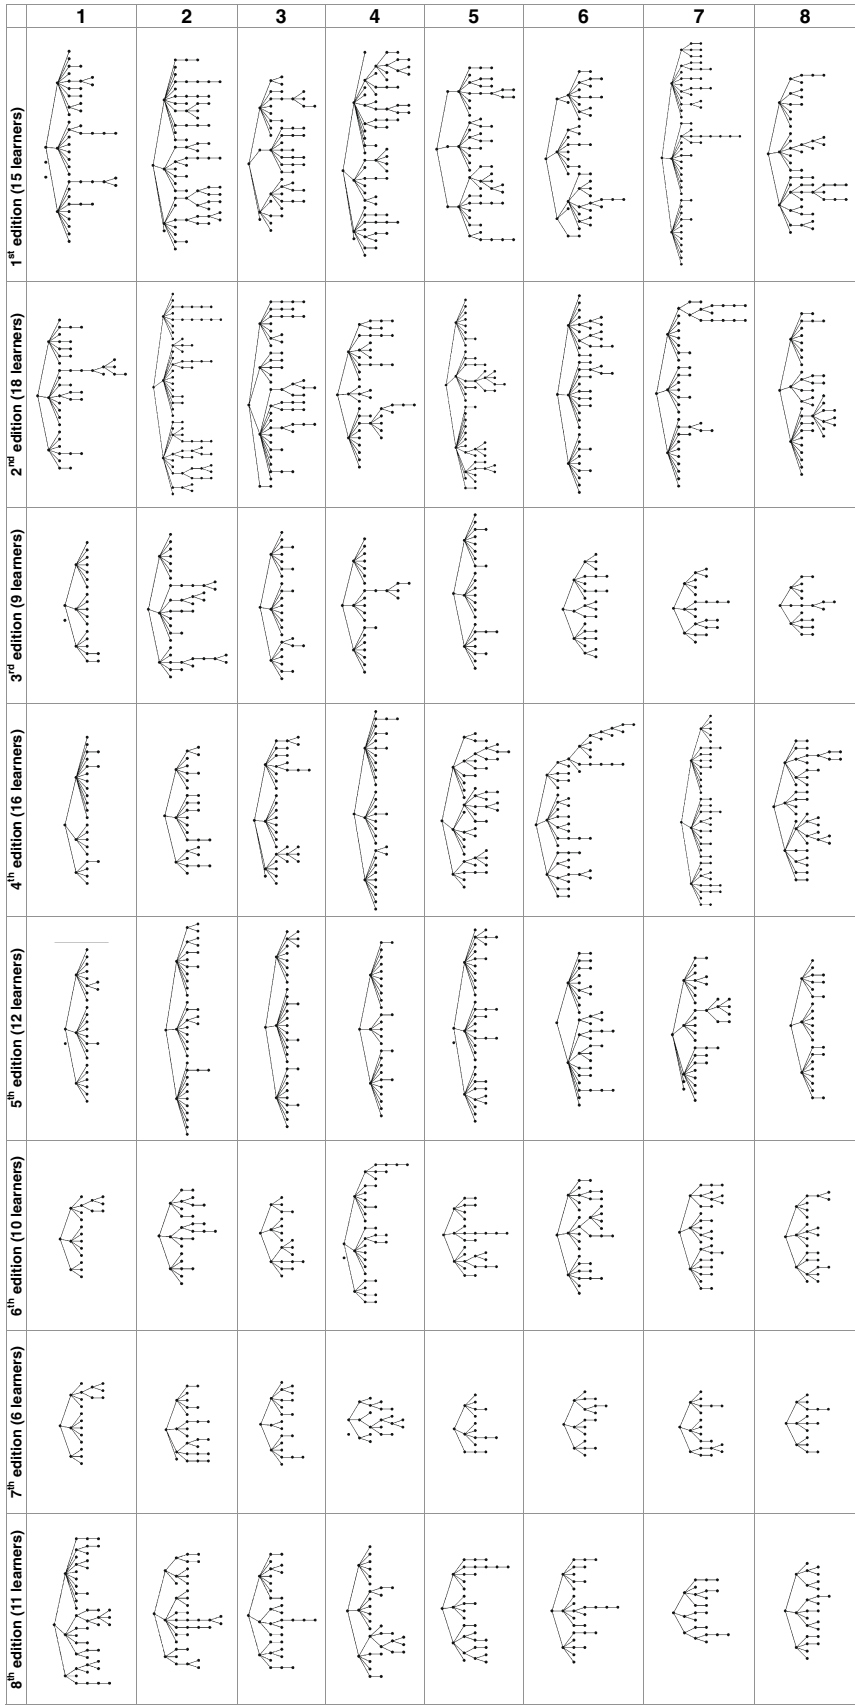 1 2 3 4 5 6 7 8
1st edition (15 learners)
2nd edition (18 learners)
3rd edition (9 learners)
4th edition (16 learners)
5th edition (12 learners)
6th edition (10 learners)
7th edition (6 learners)
8th edition (11 learners)